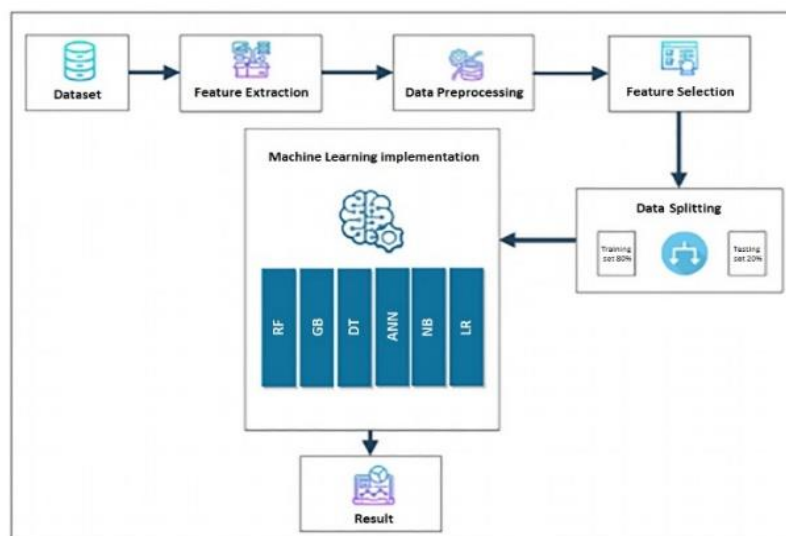 Dataset
Feature Extraction
Data Preprocessing
Feature Selection
Machine Learning implementation
Data Splitting
Training
set 80%
Testing
set 20%
RF
GB
DT
ANN
NB
LR
Result